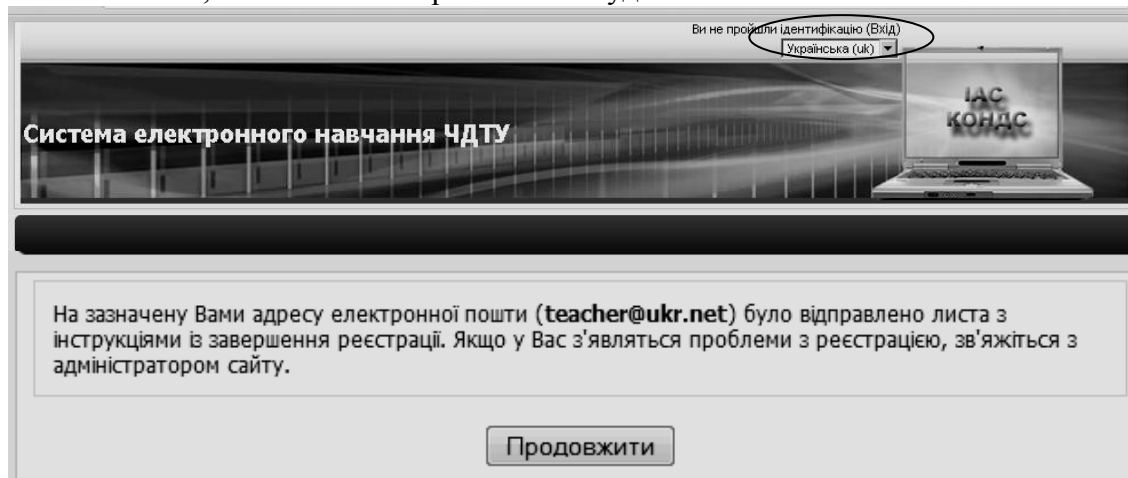 Ви не пройшли ідентифікацію (Вхід)
Українська (uk)
ІАС
КОНДС
Система електронного навчання ЧДТУ
На зазначену Вами адресу електронної пошти (teacher@ukr.net) було відправлено листа з
інструкціями із завершення реєстрації. Якщо у Вас з'являться проблеми з реєстрацією, зв'яжіться з
адміністратором сайту.
Продовжити